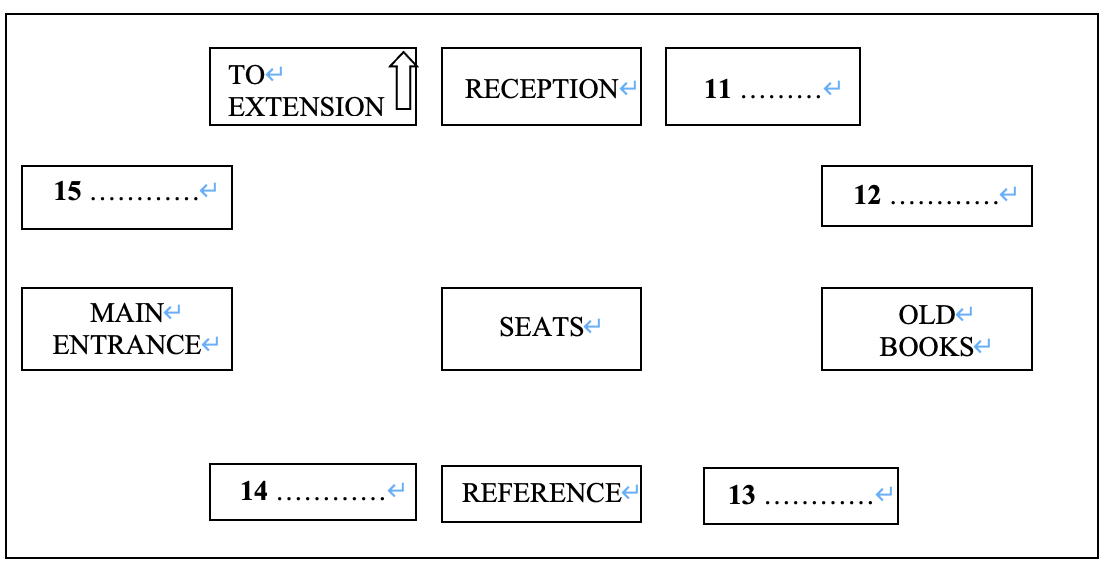 TO
EXTENSION
RECEPTION
11 .........
15 ............
12 ............
MAIN
ENTRANCE
SEATS
OLD
BOOKS
14 ............
REFERENCE
13 ............